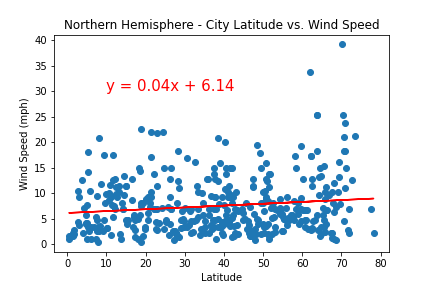 Northern Hemisphere - City Latitude vs. Wind Speed
40
35
30
25
20
15
10
5
0
Wind Speed (mph)
y = 0.04x + 6.14
0 10 20 30 40 50 60 70 80
Latitude